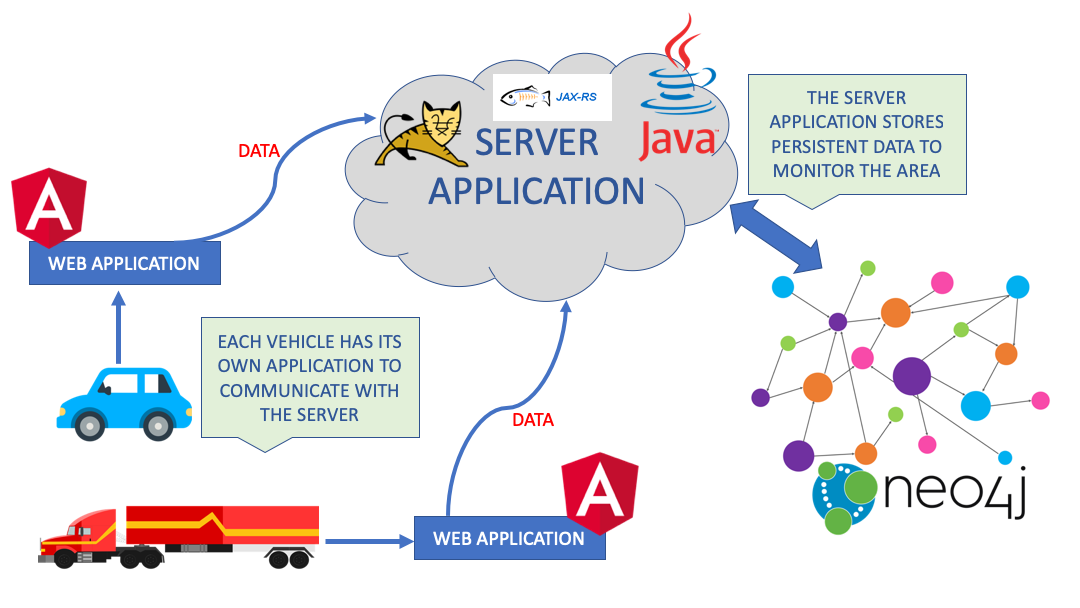 JAX-RS
Java™
SERVER
APPLICATION
THE SERVER
APPLICATION STORES
PERSISTENT DATA TO
MONITOR THE AREA
DATA
A
WEB APPLICATION
EACH VEHICLE HAS ITS
OWN APPLICATION TO
COMMUNICATE WITH
THE SERVER
DATA
A
WEB APPLICATION
neo4j